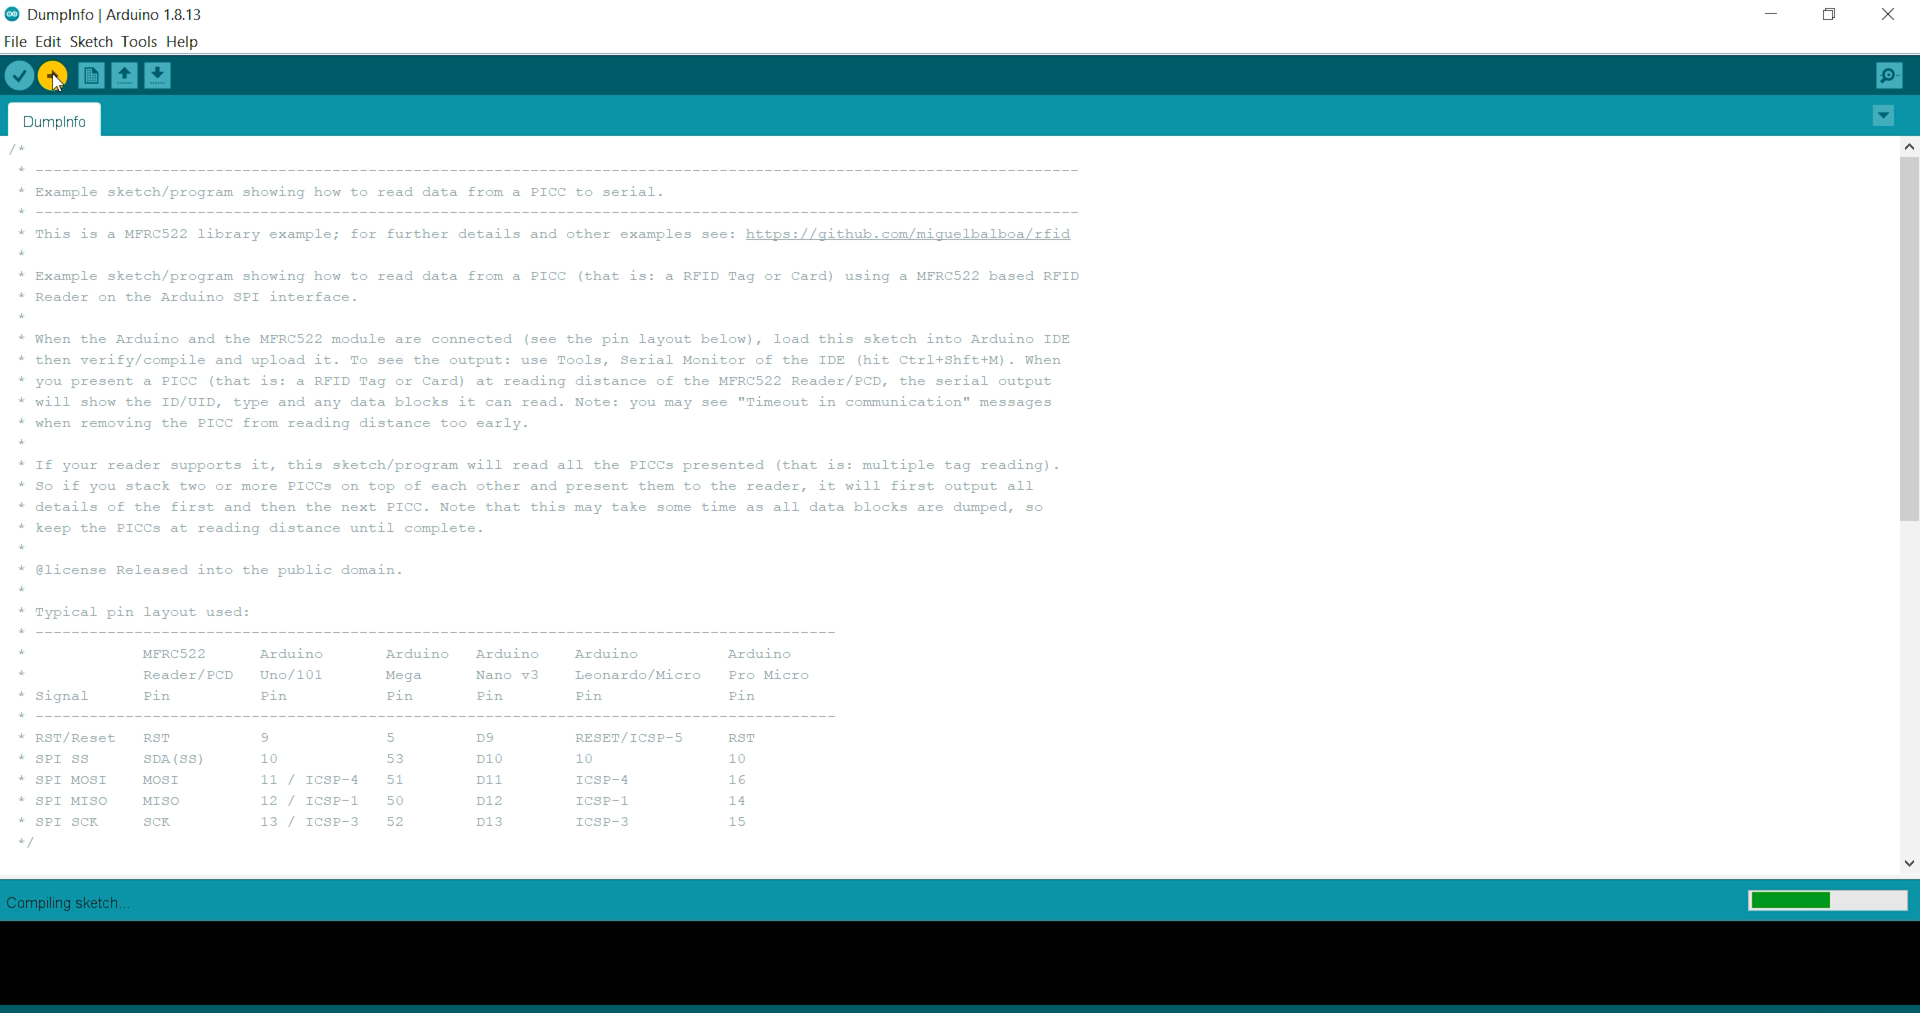 DumpInfo | Arduino 1.8.13
File Edit Sketch Tools Help
DumpInfo
/*
* --------------------------------------------------------------------------------------------------------------------
* Example sketch/program showing how to read data from a PICC to serial.
* --------------------------------------------------------------------------------------------------------------------
* This is a MFRC522 library example; for further details and other examples see: https://github.com/miguelbalboa/rfid
*
* Example sketch/program showing how to read data from a PICC (that is: a RFID Tag or Card) using a MFRC522 based RFID
* Reader on the Arduino SPI interface.
*
* When the Arduino and the MFRC522 module are connected (see the pin layout below), load this sketch into Arduino IDE
* then verify/compile and upload it. To see the output: use Tools, Serial Monitor of the IDE (hit Ctrl+Shft+M). When
* you present a PICC (that is: a RFID Tag or Card) at reading distance of the MFRC522 Reader/PCD, the serial output
* will show the ID/UID, type and any data blocks it can read. Note: you may see "Timeout in communication" messages
* when removing the PICC from reading distance too early.
*
* If your reader supports it, this sketch/program will read all the PICCs presented (that is: multiple tag reading).
* So if you stack two or more PICCs on top of each other and present them to the reader, it will first output all
* details of the first and then the next PICC. Note that this may take some time as all data blocks are dumped, so
* keep the PICCs at reading distance until complete.
*
* @license Released into the public domain.
*
* Typical pin layout used:
* -----------------------------------------------------------------------------------------
*             MFRC522      Arduino       Arduino   Arduino    Arduino          Arduino
*             Reader/PCD   Uno/101       Mega      Nano v3    Leonardo/Micro   Pro Micro
* Signal      Pin          Pin           Pin       Pin        Pin              Pin
* -----------------------------------------------------------------------------------------
* RST/Reset   RST          9             5         D9         RESET/ICSP-5     RST
* SPI SS      SDA(SS)      10            53        D10        10               10
* SPI MOSI    MOSI         11 / ICSP-4   51        D11        ICSP-4           16
* SPI MISO    MISO         12 / ICSP-1   50        D12        ICSP-1           14
* SPI SCK     SCK          13 / ICSP-3   52        D13        ICSP-3           15
*/
Compiling sketch...